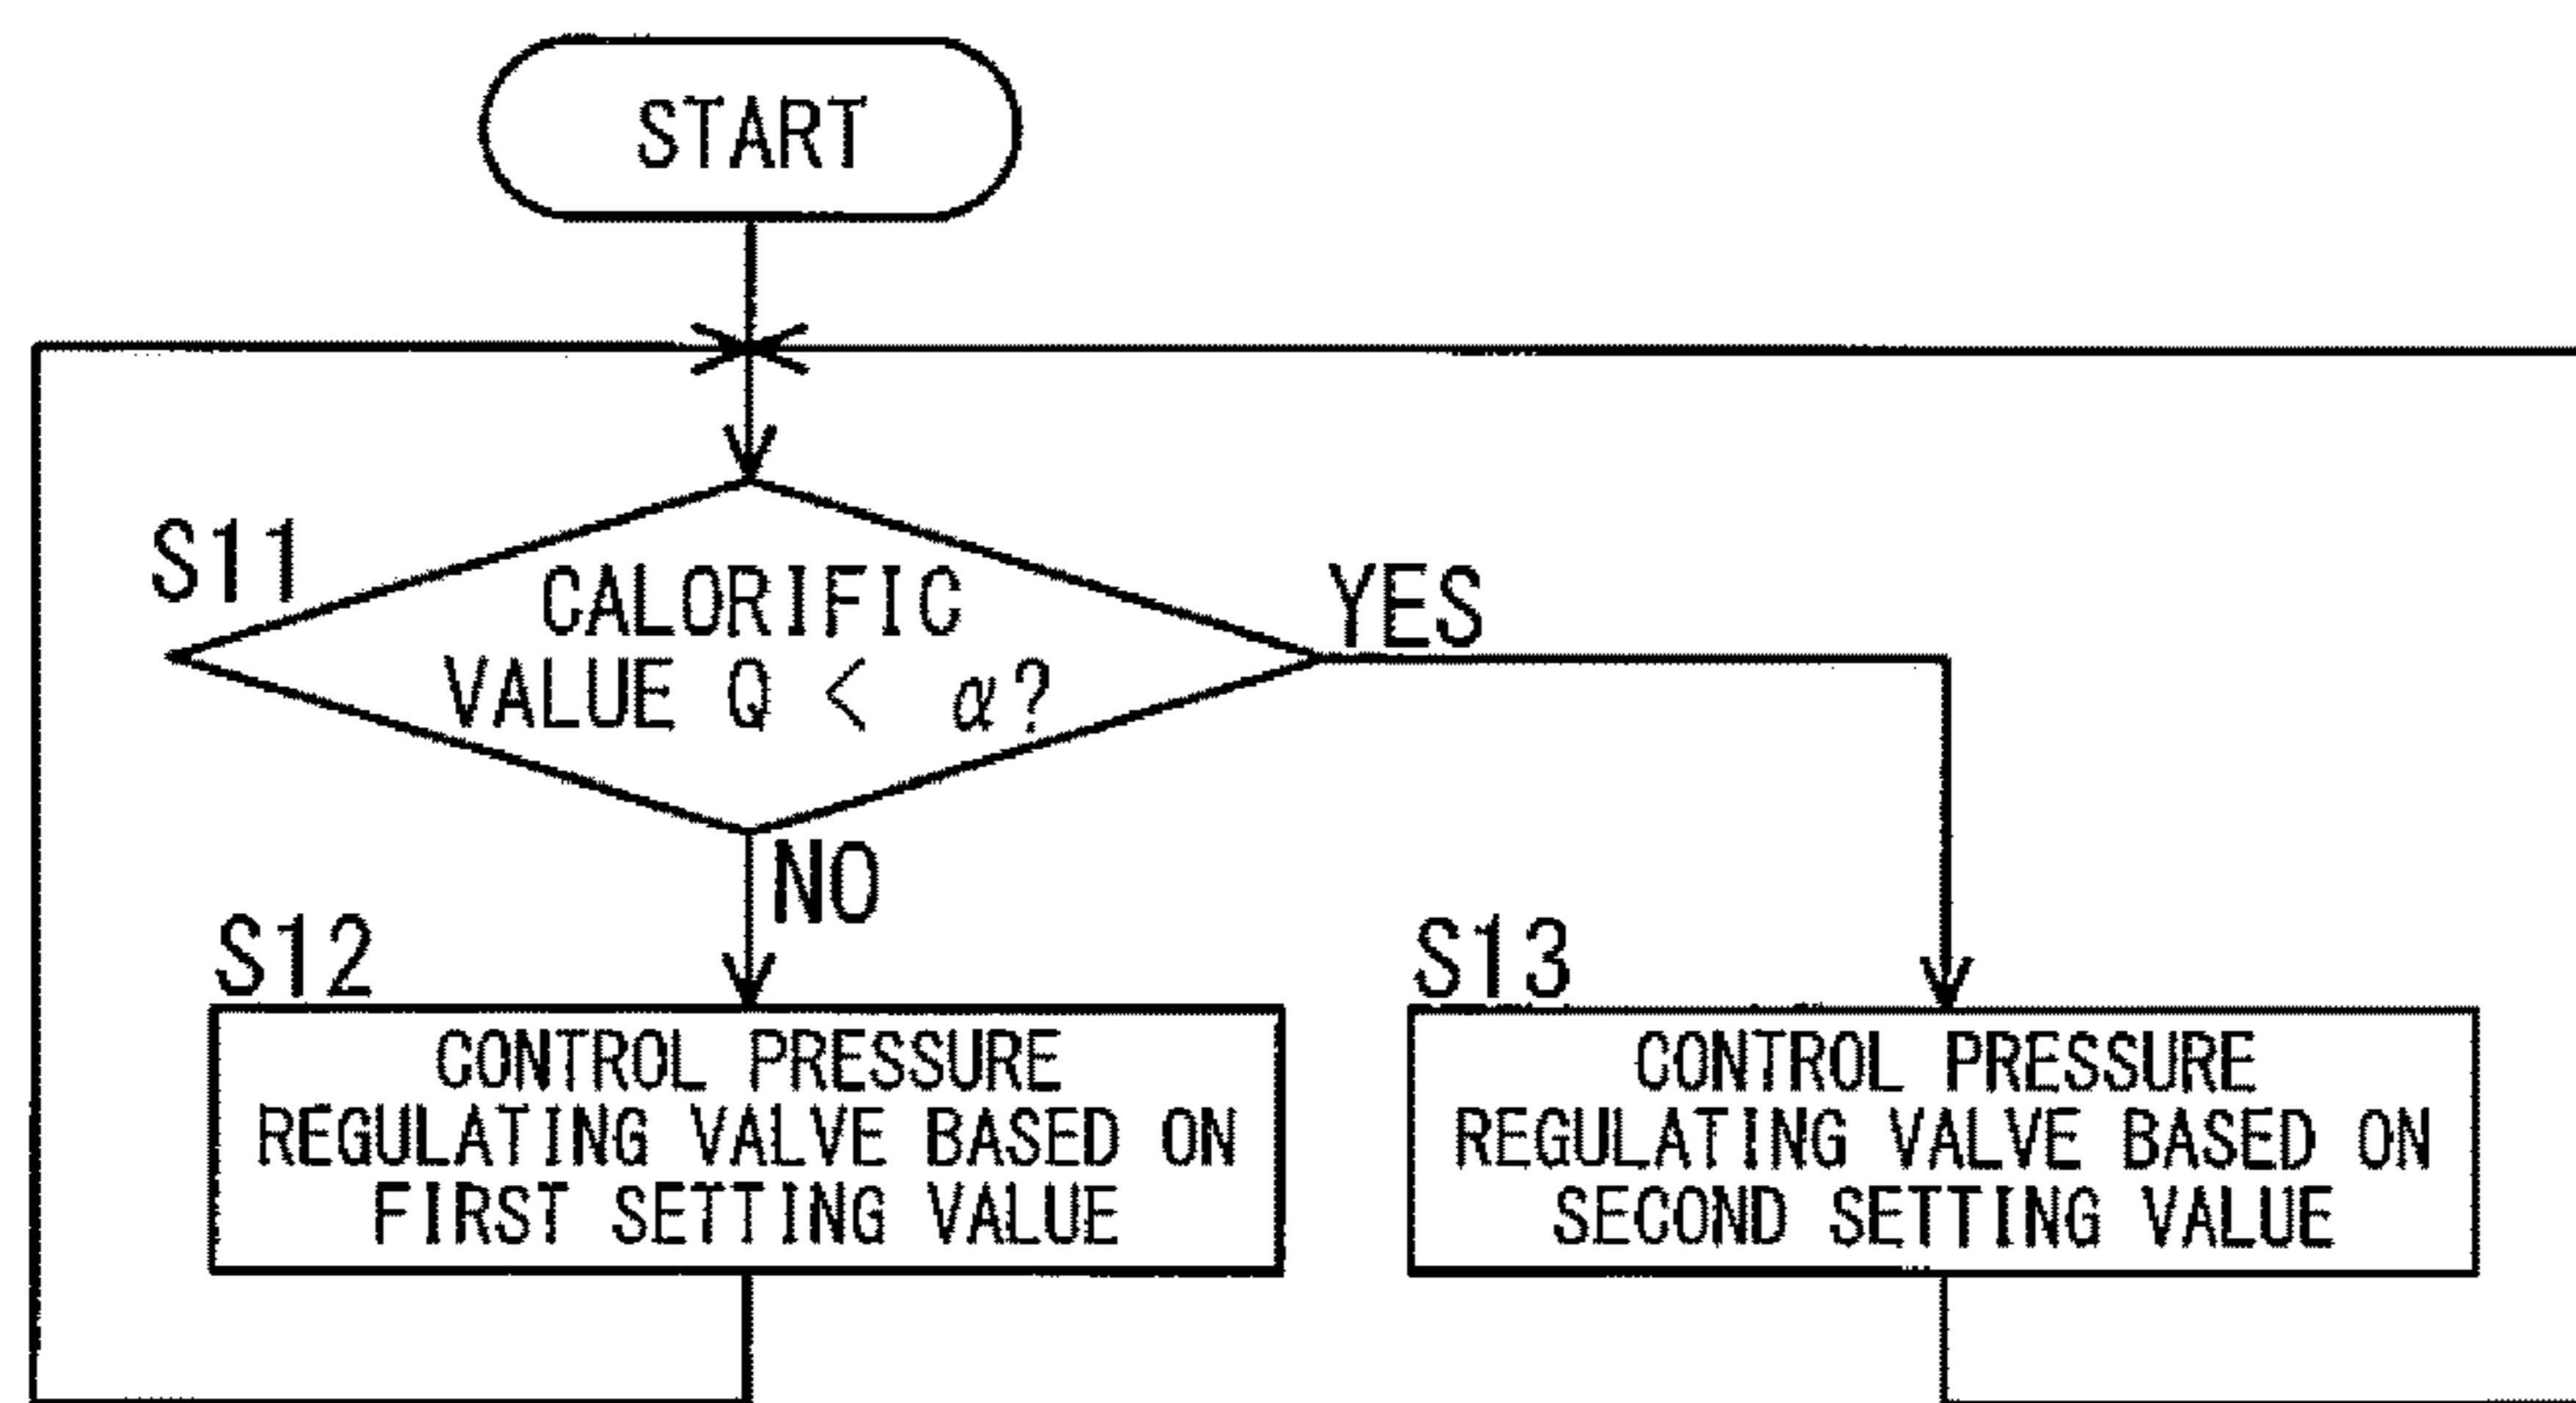 START
S11
CALORIFIC
VALUE Q < α?
YES
NO
S12
CONTROL PRESSURE
REGULATING VALVE BASED ON
FIRST SETTING VALUE
S13
CONTROL PRESSURE
REGULATING VALVE BASED ON
SECOND SETTING VALUE